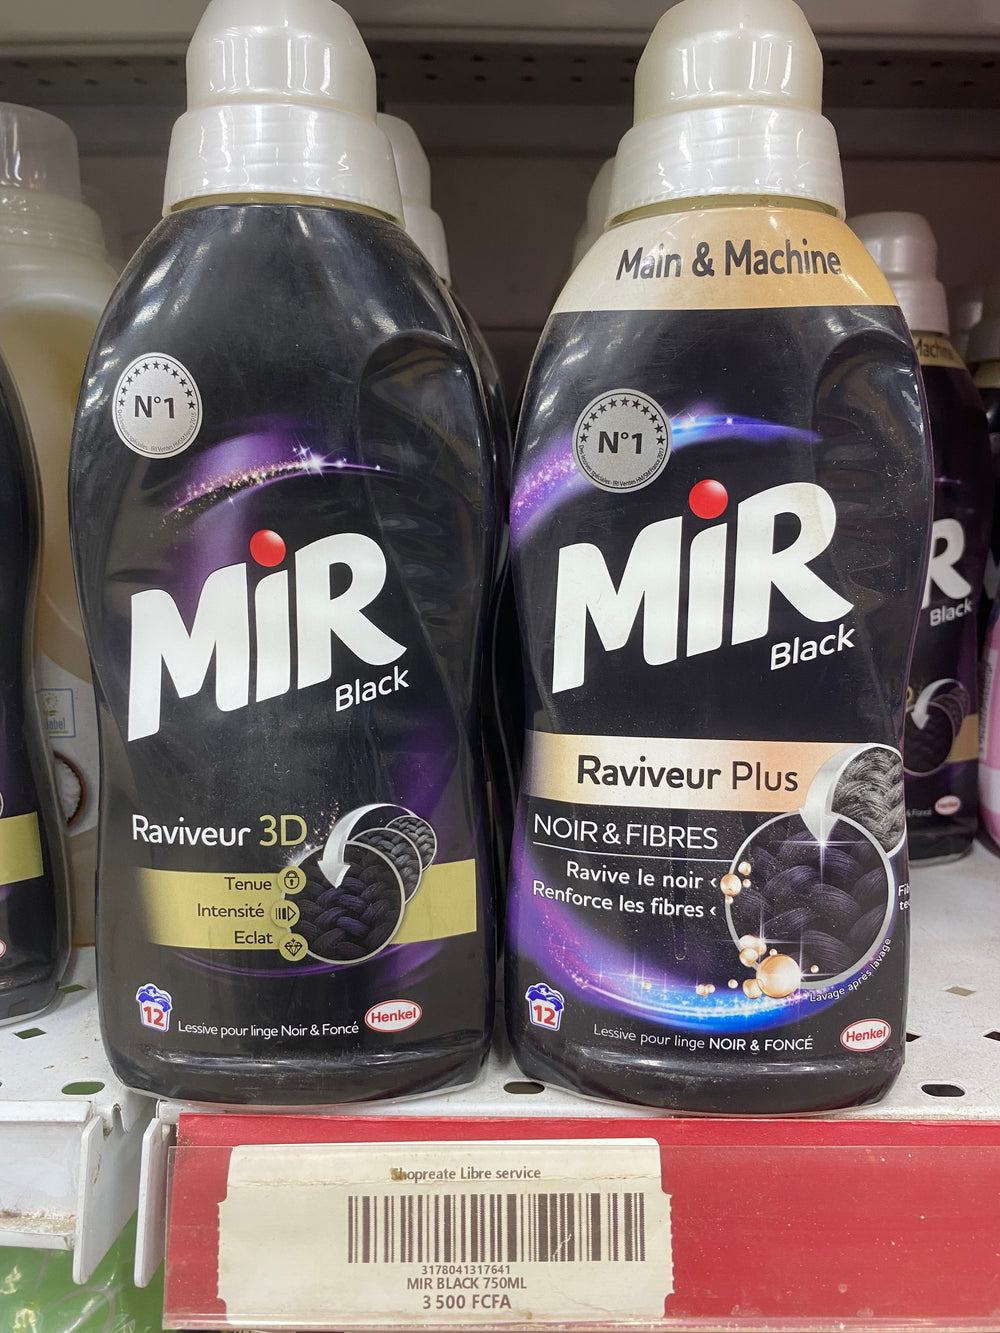 N°1
MiR
Black
Raviveur 3D
Tenue
Intensité
Eclat
12
Lessive pour linge Noir & Foncé
Henkel
Main & Machine
N°1
MiR
Black
Raviveur Plus
NOIR & FIBRES
Ravive le noir ‹
Renforce les fibres ‹
Lavage après lavage
12
Lessive pour linge NOIR & FONCÉ
Henkel
Machine
R
Black
Henkel
Shopreate Libre service
3178041317641
MIR BLACK 750ML
3 500 FCFA